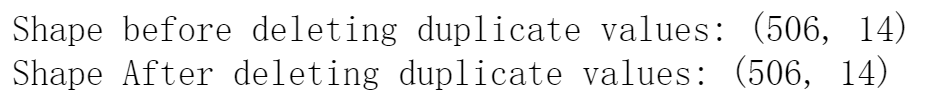 Shape before deleting duplicate values: (506, 14)
Shape After deleting duplicate values: (506, 14)